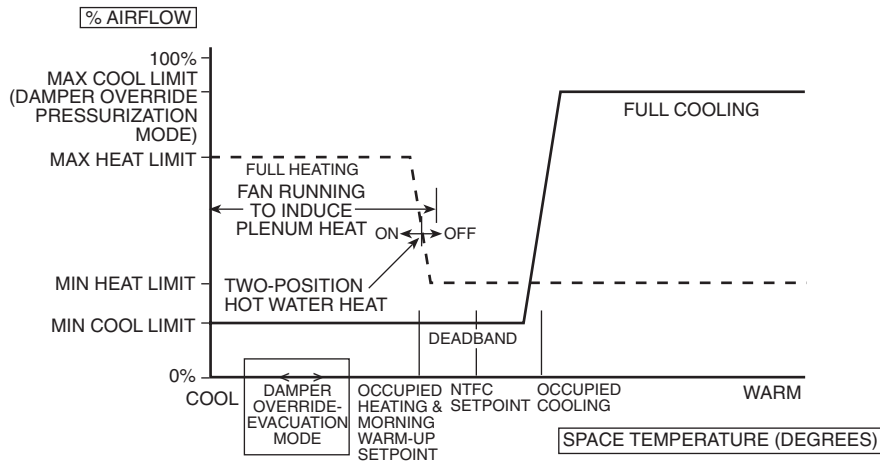 % AIRFLOW
100%
MAX COOL LIMIT
(DAMPER OVERRIDE
PRESSURIZATION
MODE)
FULL COOLING
MAX HEAT LIMIT
FULL HEATING
FAN RUNNING
TO INDUCE
PLENUM HEAT
ON
OFF
TWO-POSITION
HOT WATER HEAT
MIN HEAT LIMIT
MIN COOL LIMIT
DEADBAND
0%
COOL
DAMPER
OVERRIDE-
EVACUATION
MODE
OCCUPIED
HEATING &
MORNING
WARM-UP
SETPOINT
NTFC
SETPOINT
OCCUPIED
COOLING
WARM
SPACE TEMPERATURE (DEGREES)